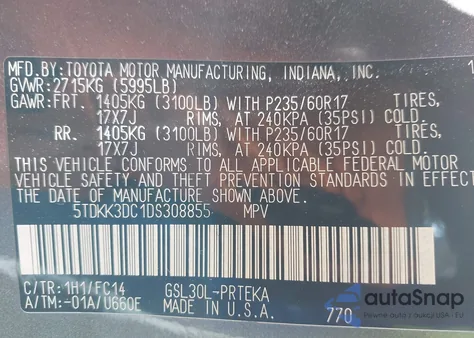 MFD.BY:TOYOTA MOTOR MANUFACTURING, INDIANA, INC. 1
GVWR:2715KG (5995LB)
GAWR:FRT. 1405KG (3100LB) WITH P235/60R17 TIRES,
17X7J RIMS, AT 240KPA (35PSI) COLD.
RR. 1405KG (3100LB) WITH P235/60R17 TIRES,
17X7J RIMS, AT 240KPA (35PSI) COLD.
THIS VEHICLE CONFORMS TO ALL APPLICABLE FEDERAL MOTOR
VEHICLE SAFETY AND THEFT PREVENTION STANDARDS IN EFFECT
THE DATE OF MANUFACTURE SHOWN ABOVE.
5TDKK3DC1DS308855 MPV
C/TR: 1H1/FC14 GSL30L-PRTEKA
A/TM:-01A/U660E MADE IN U.S.A. 770
autoSnap